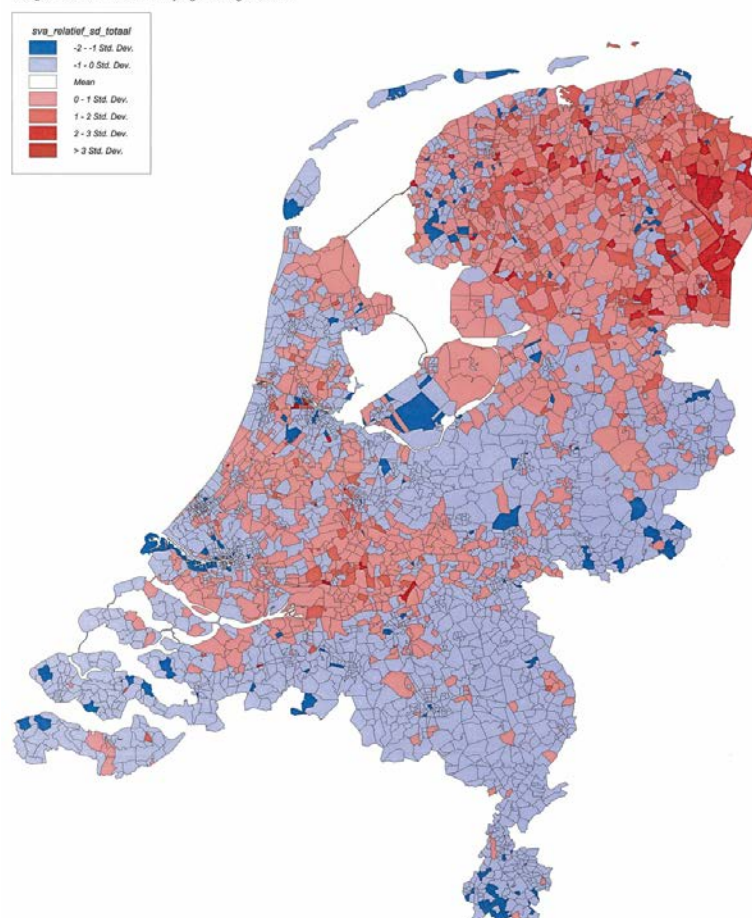 sva_relatief_sd_totaal
-2 - -1 Std. Dev.
-1 - 0 Std. Dev.
Mean
0 - 1 Std. Dev.
1 - 2 Std. Dev.
2 - 3 Std. Dev.
> 3 Std. Dev.